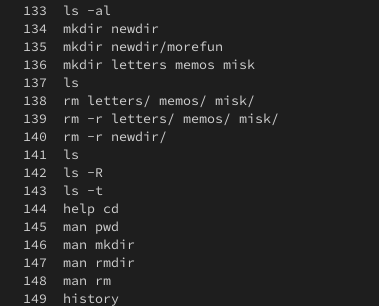 133 ls -al
134 mkdir newdir
135 mkdir newdir/morefun
136 mkdir letters memos misk
137 ls
138 rm letters/ memos/ misk/
139 rm -r letters/ memos/ misk/
140 rm -r newdir/
141 ls
142 ls -R
143 ls -t
144 help cd
145 man pwd
146 man mkdir
147 man rmdir
148 man rm
149 history